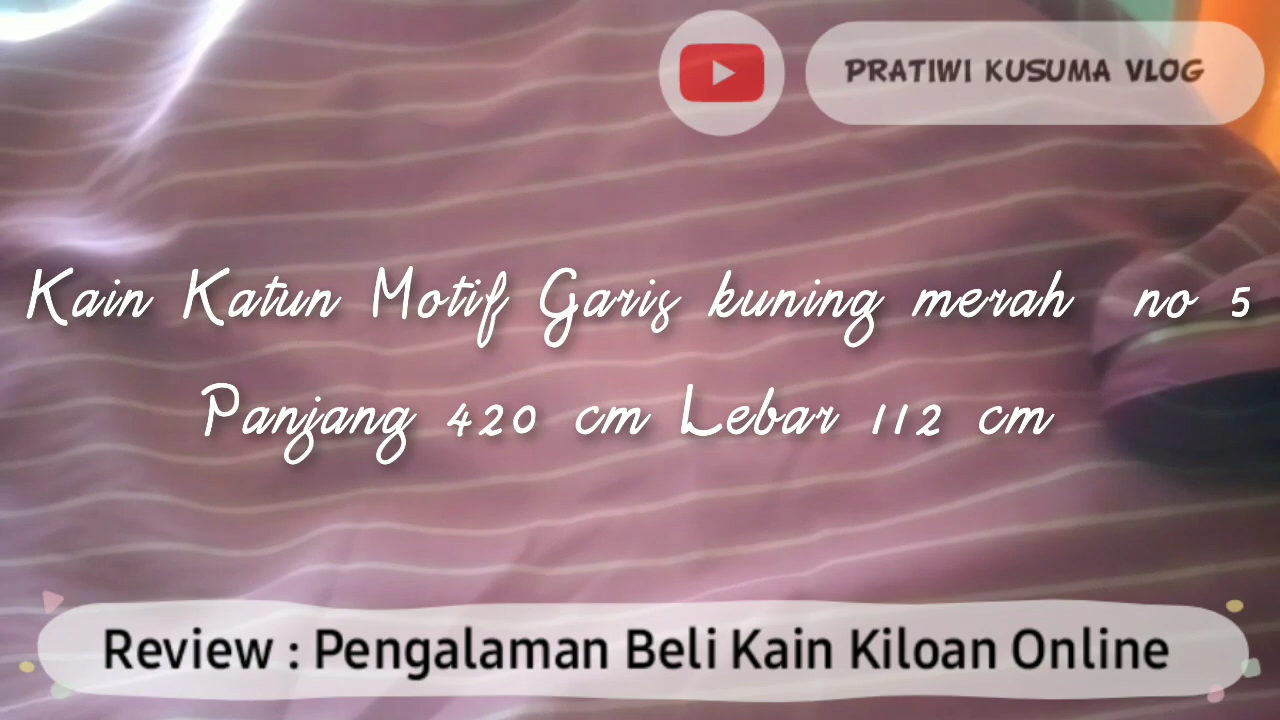 PRATIWI KUSUMA VLOG
Kain Katun Motif Garis kuning merah no 5
Panjang 420 cm Lebar 112 cm
Review : Pengalaman Beli Kain Kiloan Online